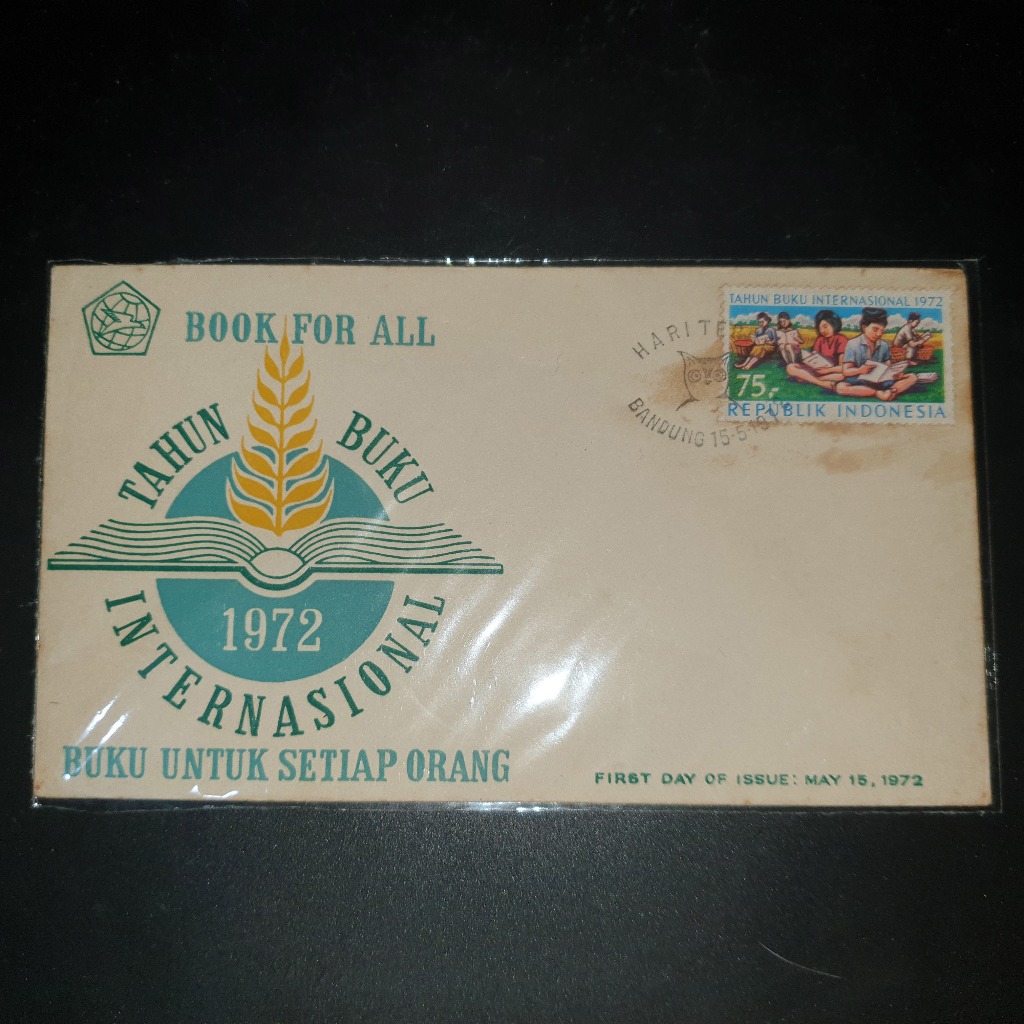 BOOK FOR ALL
TAHUN BUKU
INTERNASIONAL
1972
BUKU UNTUK SETIAP ORANG
TAHUN BUKU INTERNASIONAL 1972
75,-
REPUBLIK INDONESIA
HARI
BANDUNG 15-5-1972
FIRST DAY OF ISSUE: MAY 15, 1972